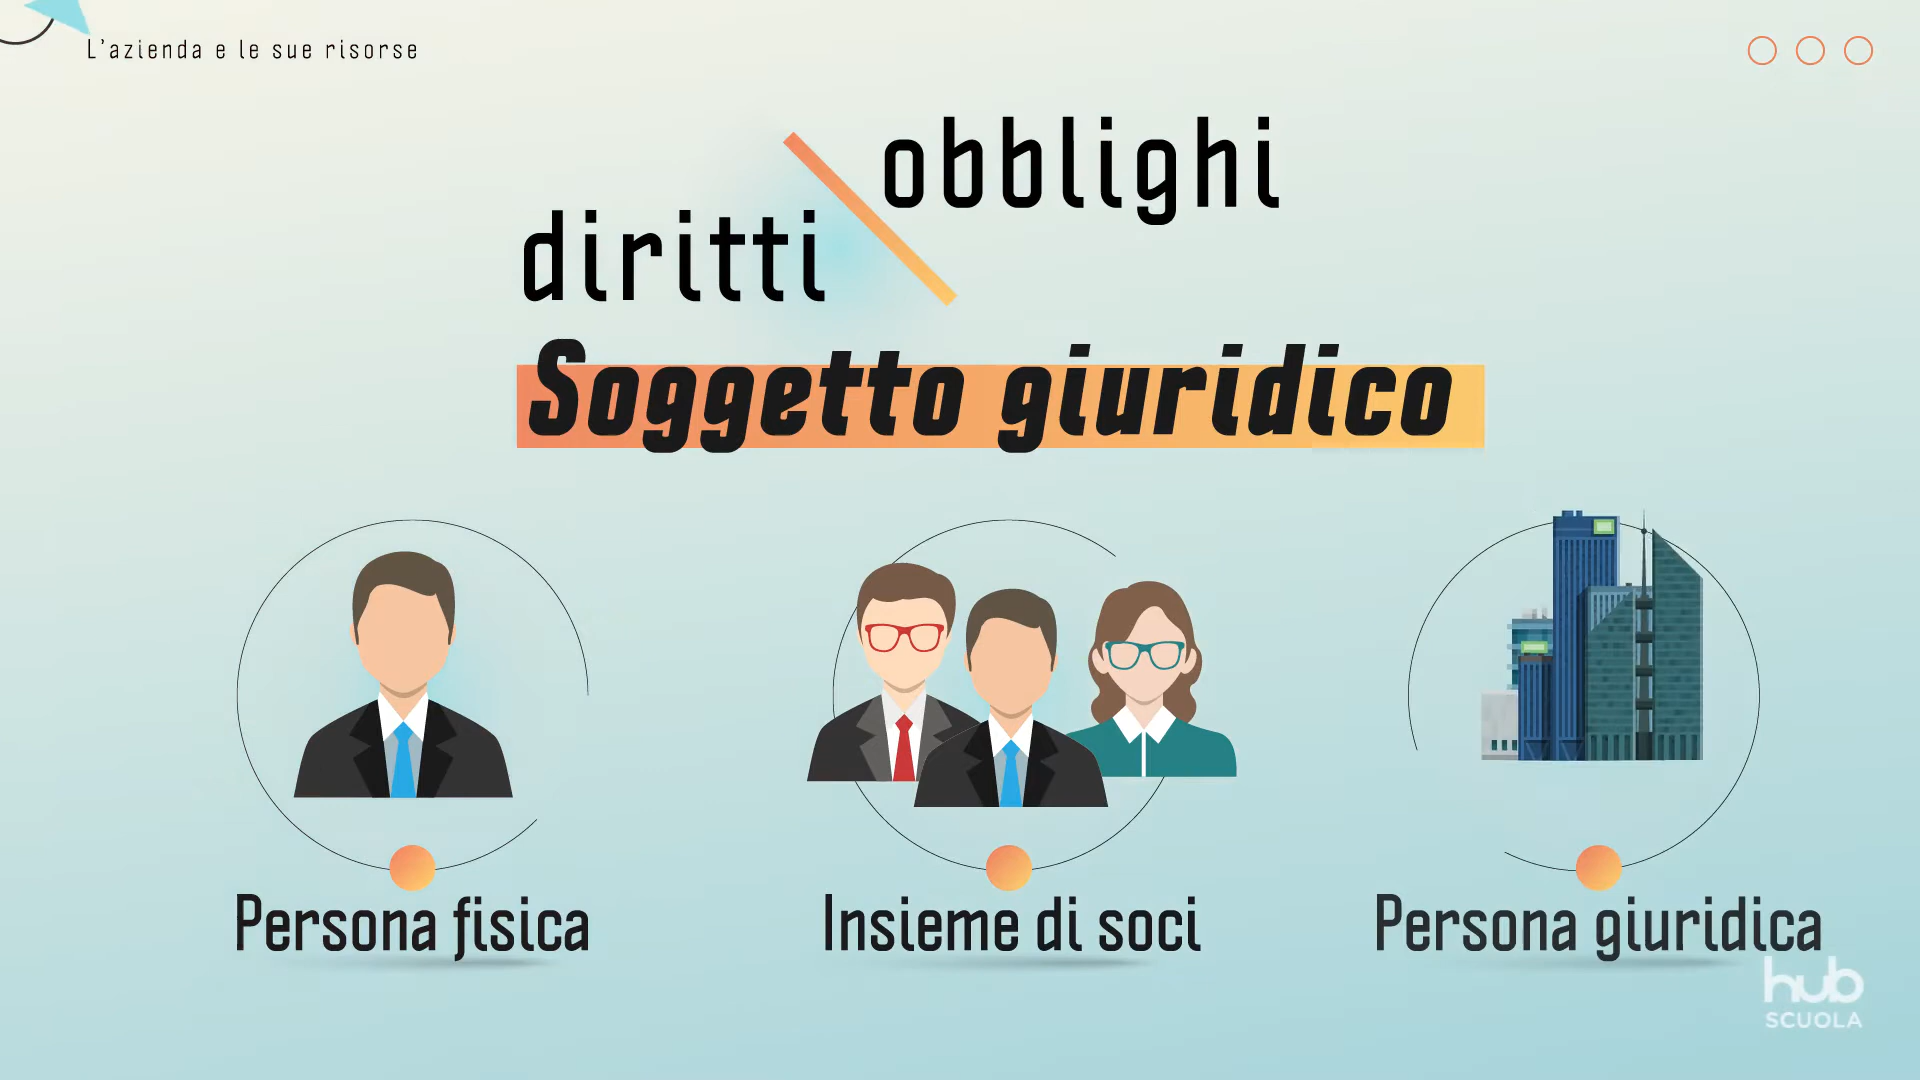 L'azienda e le sue risorse
obblighi
diritti
Soggetto giuridico
Persona fisica
Insieme di soci
Persona giuridica
hub
SCUOLA